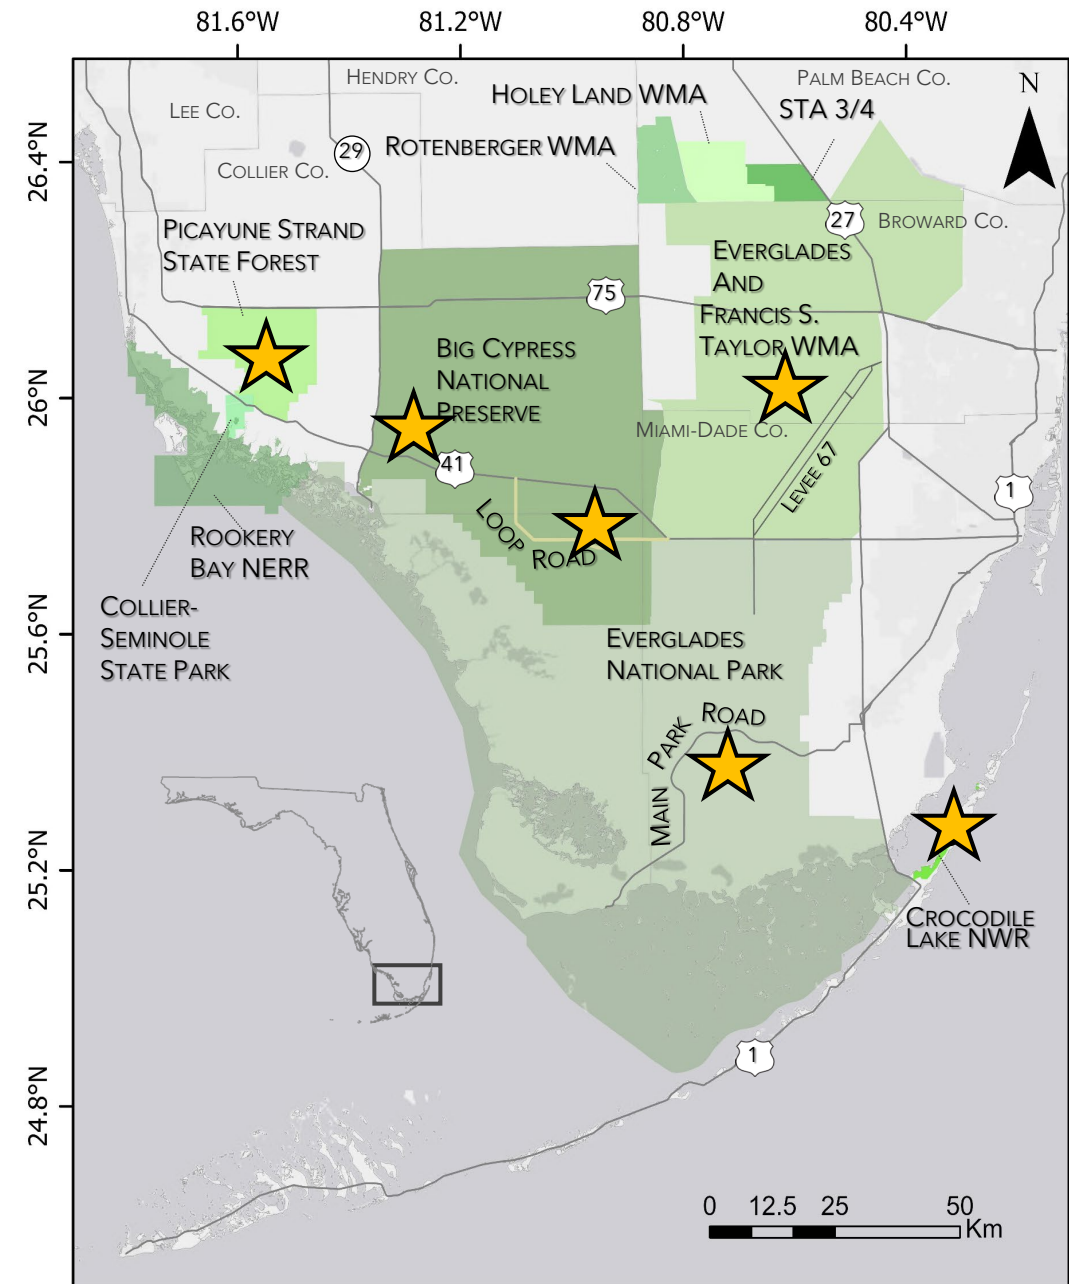 81.6°W 81.2°W 80.8°W 80.4°W
26.4°N
26°N
25.6°N
25.2°N
24.8°N
HENDRY CO.
PALM BEACH CO.
N
HOLEY LAND WMA
STA 3/4
LEE CO.
29
ROTENBERGER WMA
COLLIER CO.
27
BROWARD CO.
PICAYUNE STRAND
STATE FOREST
EVERGLADES
AND
FRANCIS S.
TAYLOR WMA
75
BIG CYPRESS
NATIONAL
PRESERVE
MIAMI-DADE CO.
41
LEVEE 67
1
LOOP ROAD
ROOKERY
BAY NERR
COLLIER-
SEMINOLE
STATE PARK
EVERGLADES
NATIONAL PARK
MAIN PARK ROAD
CROCODILE
LAKE NWR
1
0 12.5 25 50
Km